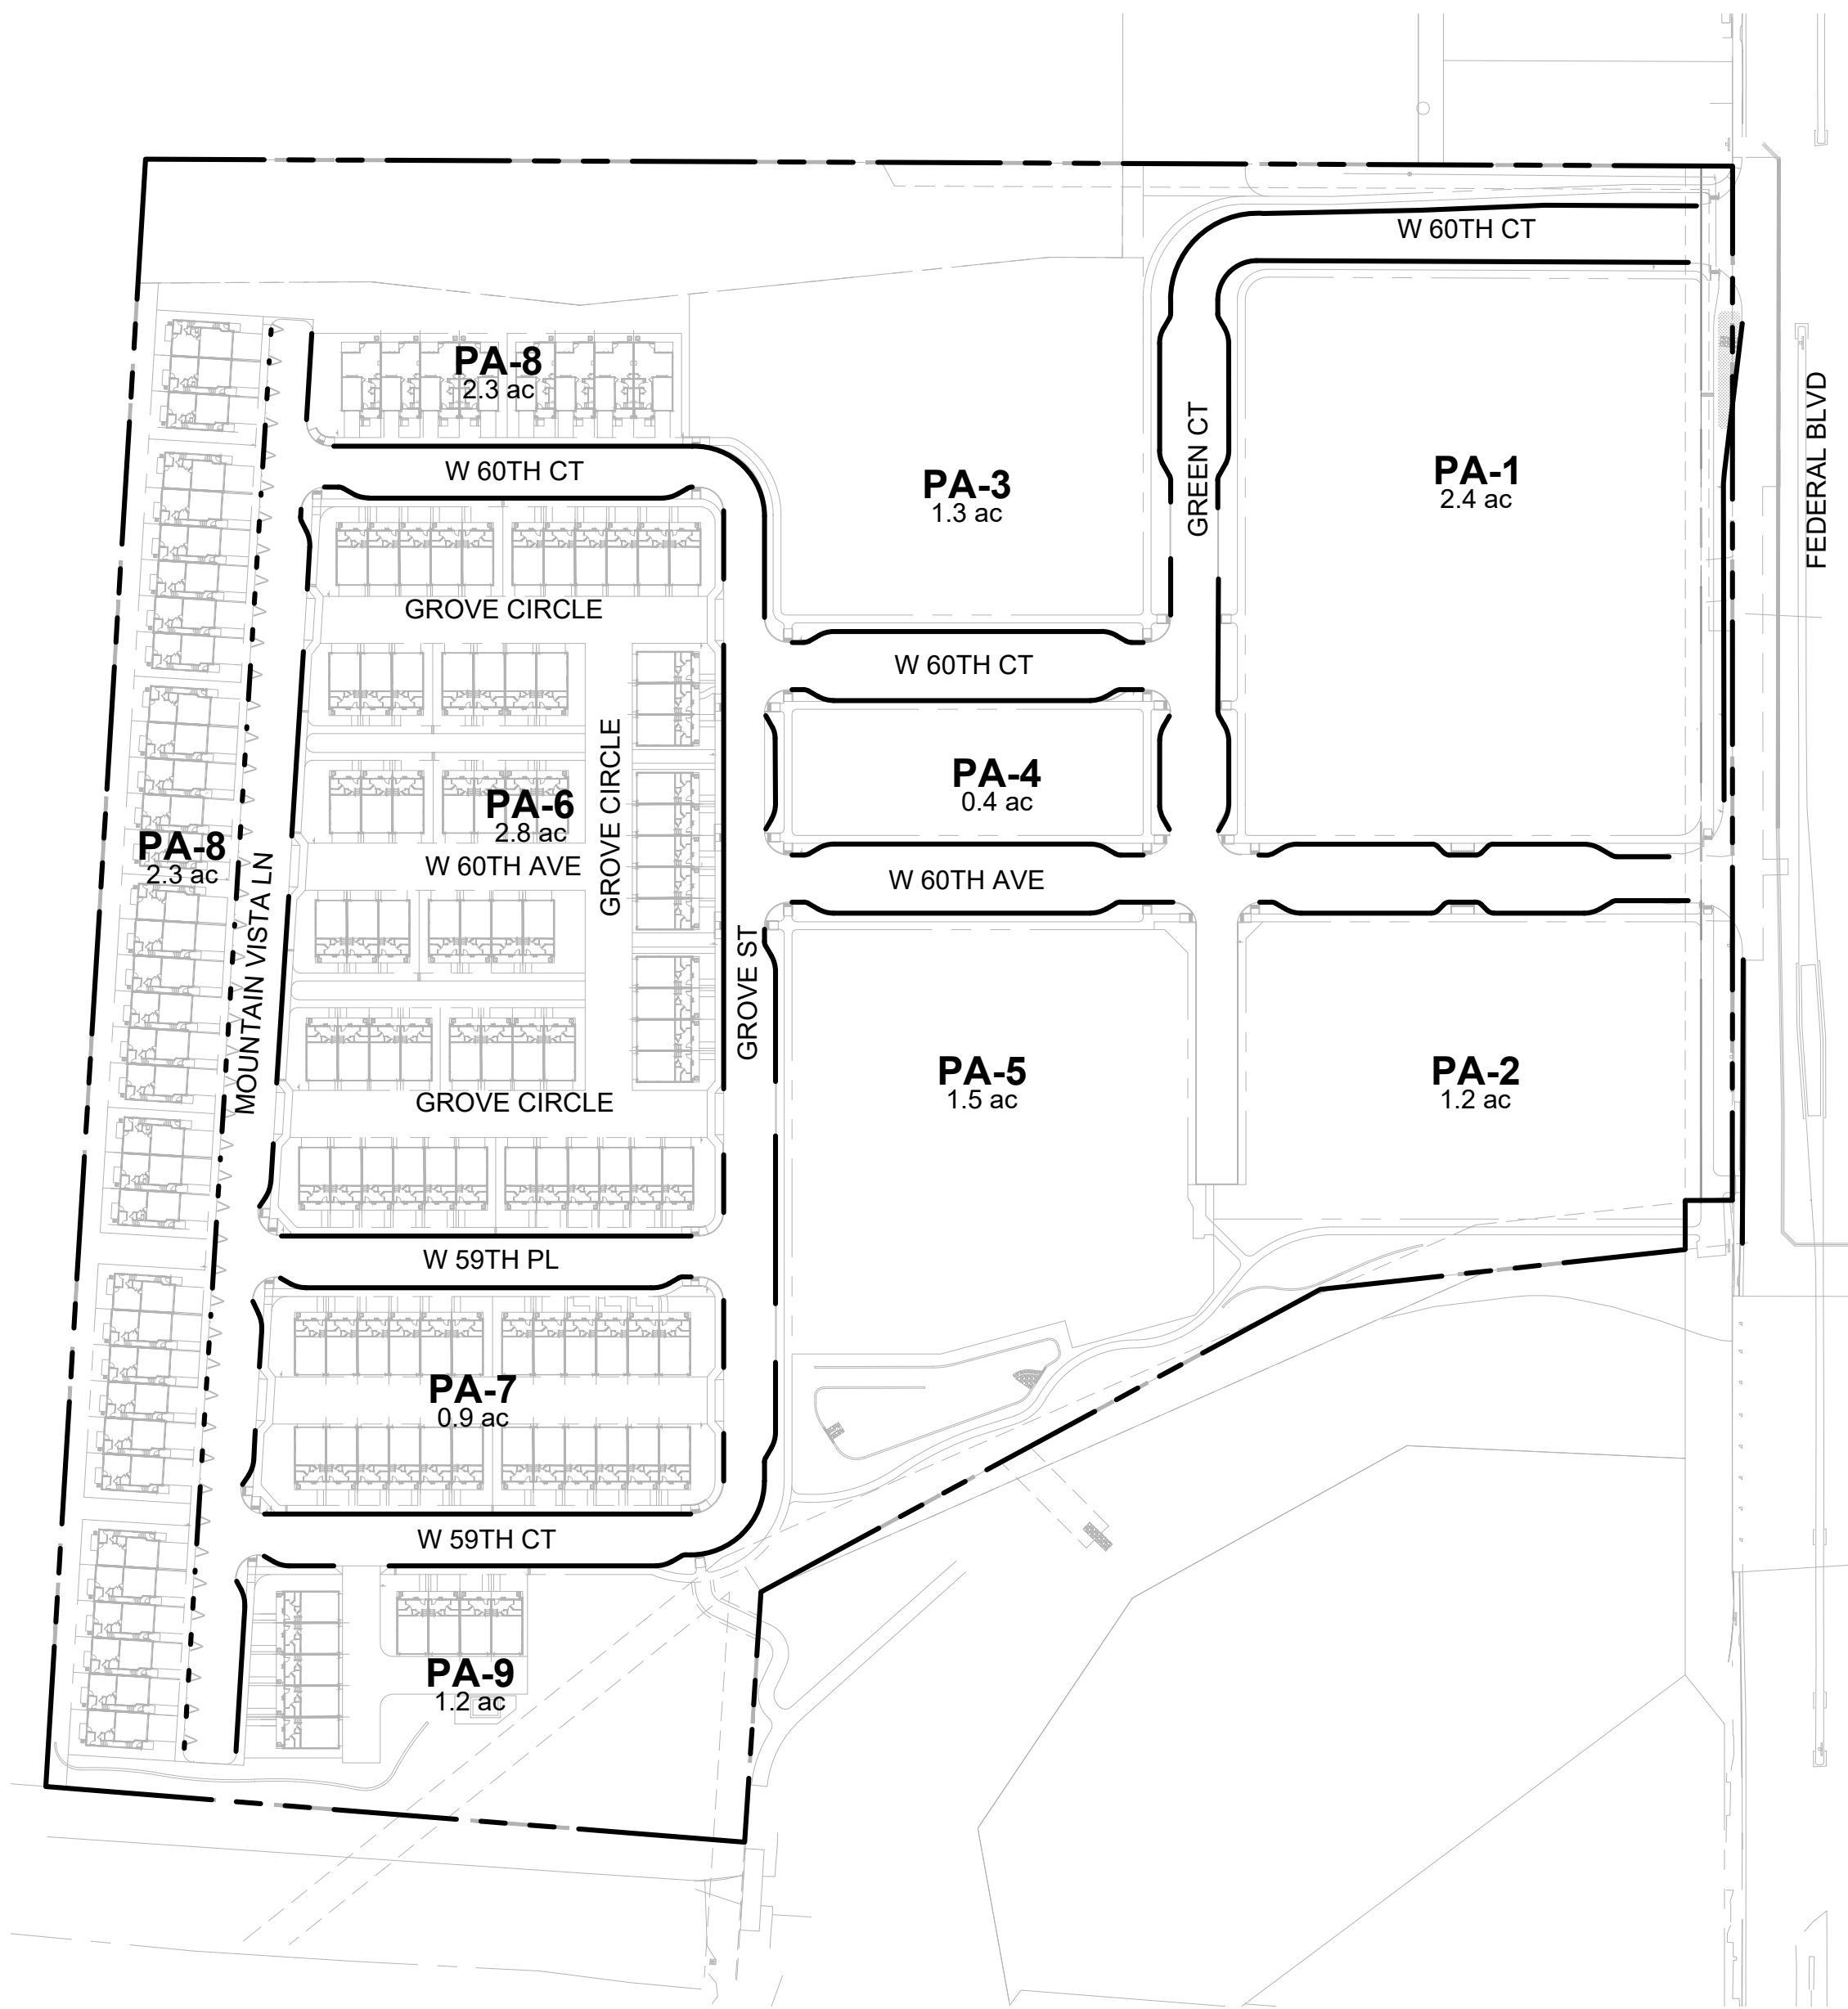 W 60TH CT
PA-8
2.3 ac
FEDERAL BLVD
W 60TH CT
GREEN CT
PA-3
1.3 ac
PA-1
2.4 ac
GROVE CIRCLE
W 60TH CT
GROVE CIRCLE
PA-4
0.4 ac
PA-6
2.8 ac
PA-8
2.3 ac
W 60TH AVE
W 60TH AVE
MOUNTAIN VISTA LN
GROVE ST
PA-5
1.5 ac
PA-2
1.2 ac
GROVE CIRCLE
W 59TH PL
PA-7
0.9 ac
W 59TH CT
PA-9
1.2 ac